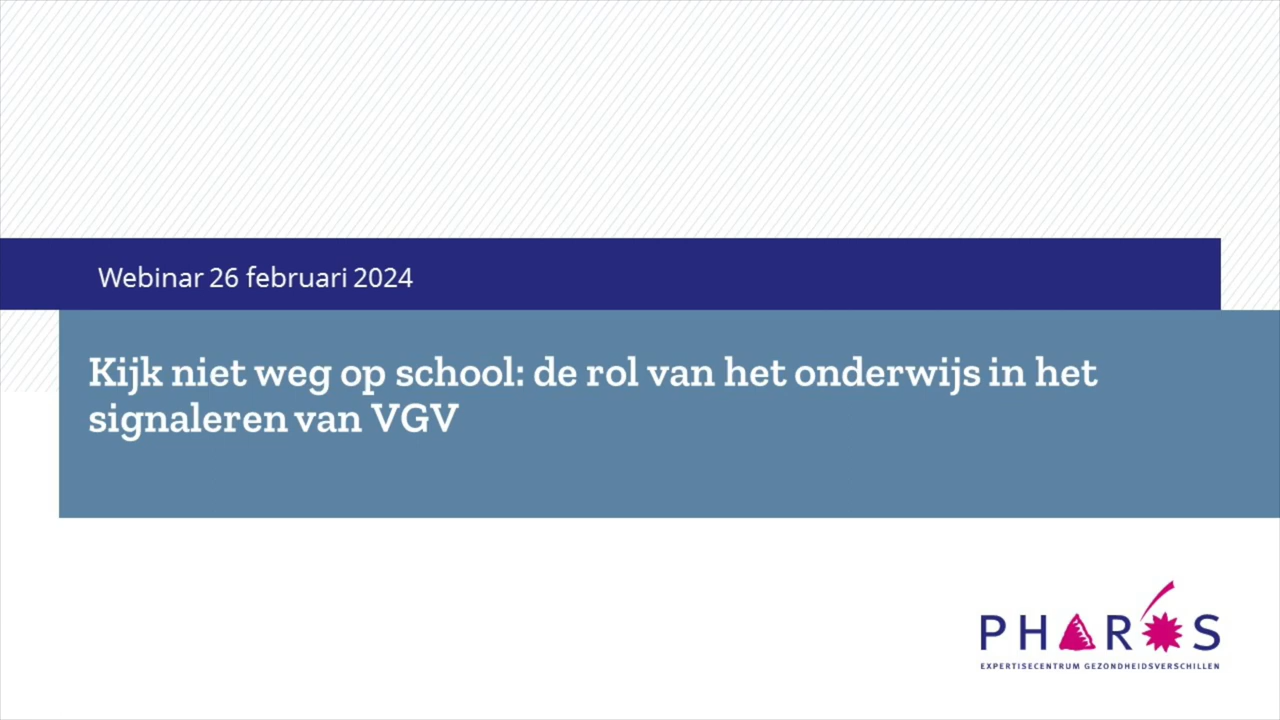 Webinar 26 februari 2024
Kijk niet weg op school: de rol van het onderwijs in het
signaleren van VGV
PHAROS
EXPERTISECENTRUM GEZONDHEIDSVERSCHILLEN